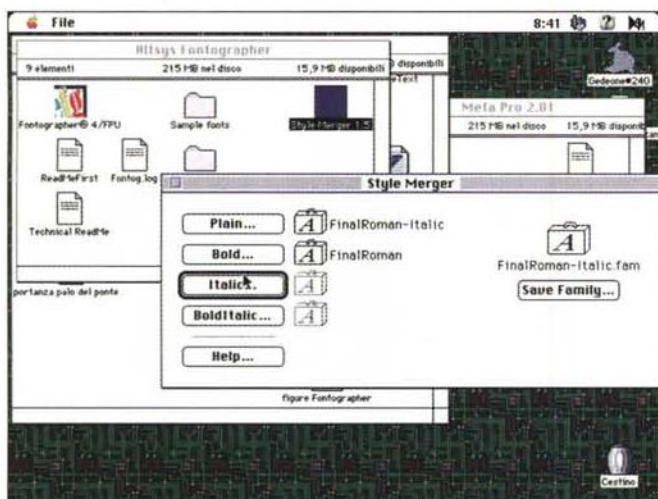 File
8:41
Altsys Fontographer
9 elementi
215 MB nel disco
15,9 MB disponibili
disponibili
eText
Gedeone#240
Fontographer® 4/FPU
Sample fonts
Style Merger 1.5
Meta Pro 2.01
215 MB nel disco
15,9 MB disponib
ReadMeFirst
Fontog.log
Technical ReadMe
Style Merger
Plain...
FinalRoman-Italic
Bold...
FinalRoman
Italic...
BoldItalic...
Help...
FinalRoman-Italic.fam
Save Family...
portanza palo del ponte
figure Fontographer
Cestino